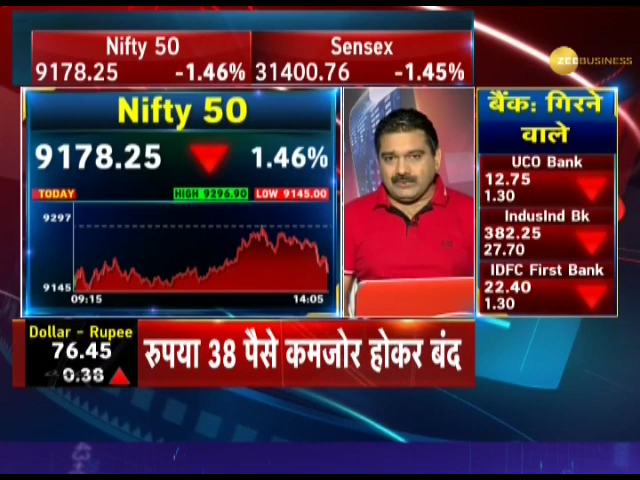 ZEE BUSINESS
Nifty 50
9178.25 -1.46%
Sensex
31400.76 -1.45%
Nifty 50
9178.25 1.46%
TODAY HIGH 9296.90 LOW 9145.00
9297
9145
09:15 14:05
बैंक: गिरने
वाले
UCO Bank
12.75
1.30
IndusInd Bk
382.25
27.70
IDFC First Bank
22.40
1.30
Dollar - Rupee
76.45
0.38
रुपया 38 पैसे कमजोर होकर बंद